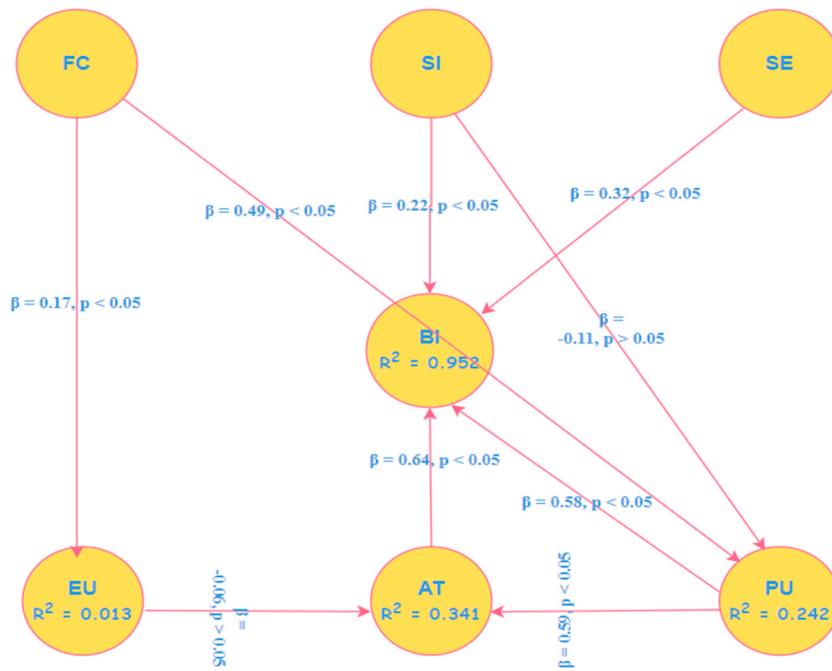 FC
SI
SE
β = 0.49, p < 0.05
β = 0.22, p < 0.05
β = 0.32, p < 0.05
β = 0.17, p < 0.05
β =
-0.11, p > 0.05
BI
R² = 0.952
β = 0.64, p < 0.05
β = 0.58, p < 0.05
EU
R² = 0.013
β =
-0.06, p > 0.05
AT
R² = 0.341
β = 0.59, p < 0.05
PU
R² = 0.242